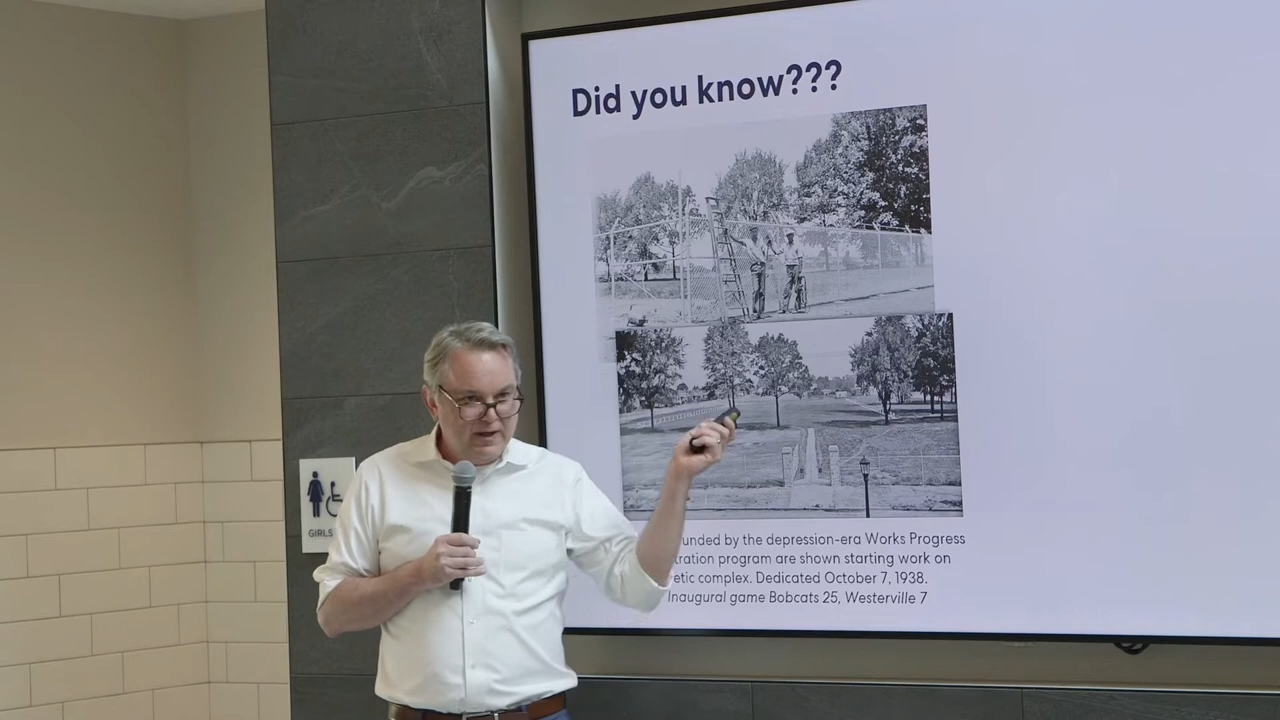 Did you know???
GIRLS
unded by the depression-era Works Progress
tration program are shown starting work on
etic complex. Dedicated October 7, 1938.
Inaugural game Bobcats 25, Westerville 7